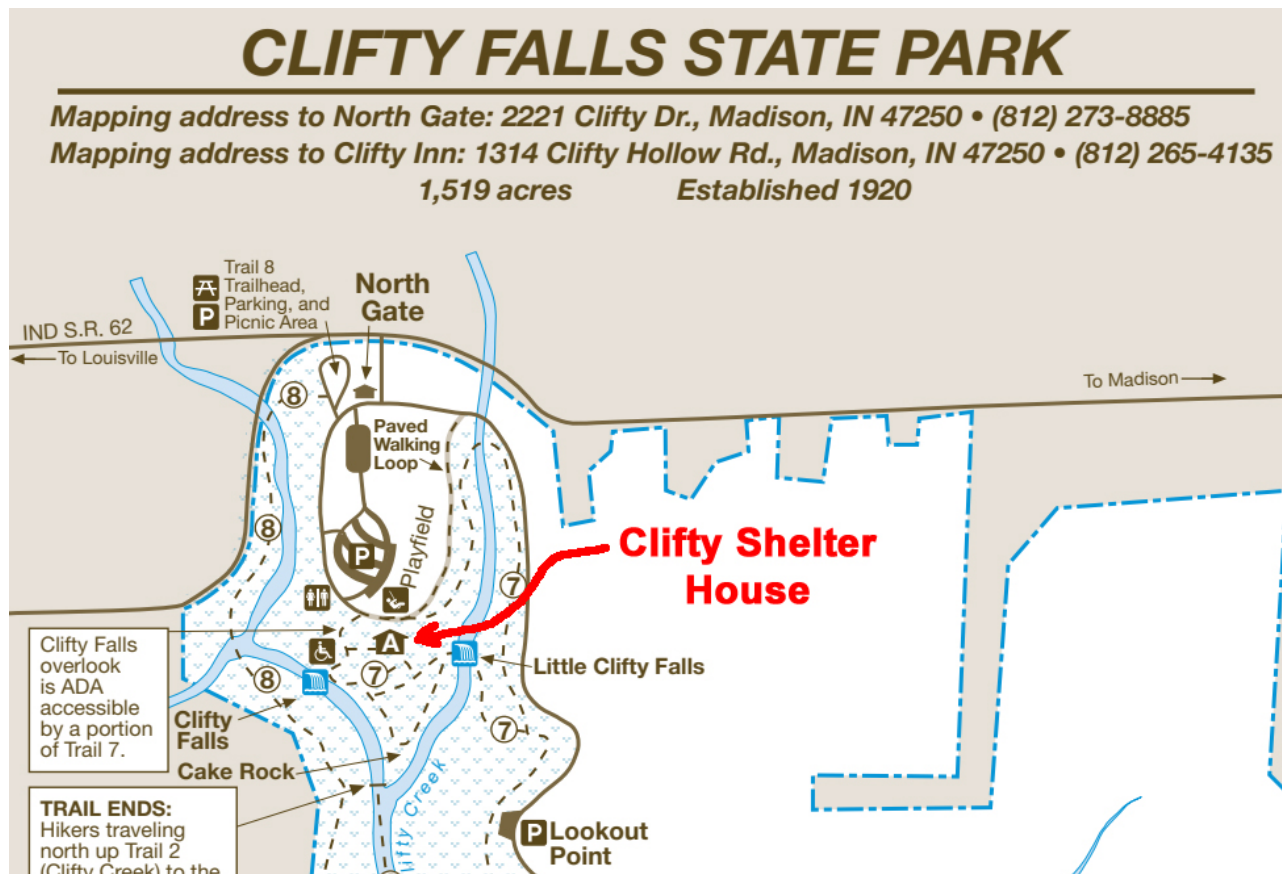 CLIFTY FALLS STATE PARK
Mapping address to North Gate: 2221 Clifty Dr., Madison, IN 47250 • (812) 273-8885
Mapping address to Clifty Inn: 1314 Clifty Hollow Rd., Madison, IN 47250 • (812) 265-4135
1,519 acres Established 1920
Trail 8
Trailhead,
Parking, and
Picnic Area
P
North
Gate
IND S.R. 62
To Louisville
To Madison
8
Paved
Walking
Loop
8
Playfield
P
Clifty Shelter
House
7
A
Clifty Falls
overlook
is ADA
accessible
by a portion
of Trail 7.
8
7
Little Clifty Falls
Clifty
Falls
7
Cake Rock
Clifty Creek
TRAIL ENDS:
Hikers traveling
north up Trail 2
(Clifty Creek) to the
P
Lookout
Point